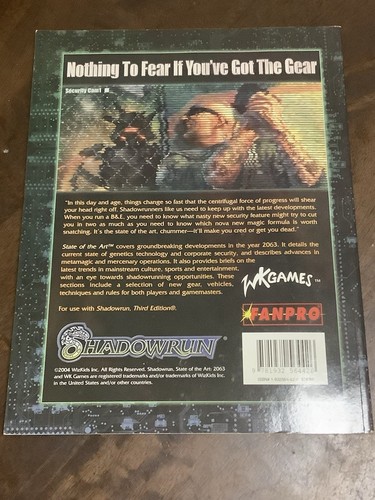 Nothing To Fear If You've Got The Gear
Security Cam1
"In this day and age, things change so fast that the centrifugal force of progress will shear
your head right off. Shadowrunners like us need to keep up with the latest developments.
When you run a B&E, you need to know what nasty new security feature might try to cut
you in two as much as you need to know which nova new magic formula is worth
snatching. It's the state of the art, chummer—it'll make you cred or get you dead."
State of the Art™ covers groundbreaking developments in the year 2063. It details the
current state of genetics technology and corporate security, and describes advances in
metamagic and mercenary operations. It also provides briefs on the
latest trends in mainstream culture, sports and entertainment,
with an eye towards shadowrunning opportunities. These
sections include a selection of new gear, vehicles,
techniques and rules for both players and gamemasters.
For use with Shadowrun, Third Edition®.
WKGAMES™
FANPRO
SHADOWRUN
©2004 WizKids Inc. All Rights Reserved. Shadowrun, State of the Art: 2063
and WK Games are registered trademarks and/or trademarks of WizKids Inc.
in the United States and/or other countries.